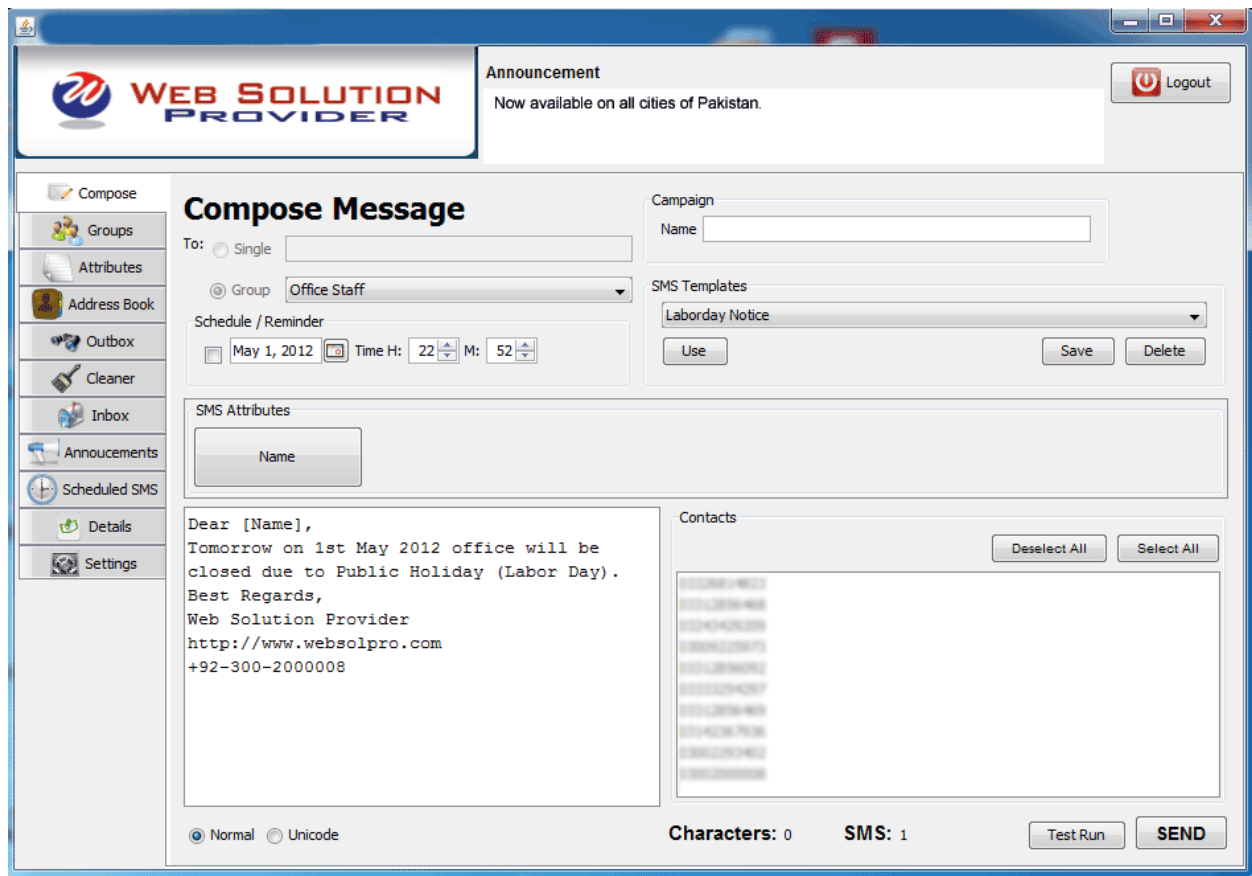 WEB SOLUTION
PROVIDER
Announcement
Now available on all cities of Pakistan.
Logout
Compose
Groups
Attributes
Address Book
Outbox
Cleaner
Inbox
Annoucements
Scheduled SMS
Details
Settings
Compose Message
To: Single
Group Office Staff
Schedule / Reminder
May 1, 2012 Time H: 22 M: 52
Campaign
Name
SMS Templates
Laborday Notice
Use Save Delete
SMS Attributes
Name
Dear [Name],
Tomorrow on 1st May 2012 office will be
closed due to Public Holiday (Labor Day).
Best Regards,
Web Solution Provider
http://www.websolpro.com
+92-300-2000008
Contacts
Deselect All Select All
Normal Unicode
Characters: 0 SMS: 1
Test Run SEND